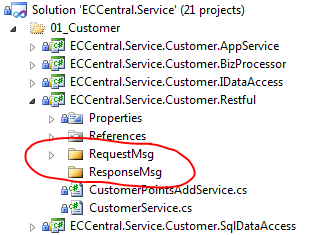 Solution 'ECCentral.Service' (21 projects)
01_Customer
ECCentral.Service.Customer.AppService
ECCentral.Service.Customer.BizProcessor
ECCentral.Service.Customer.IDataAccess
ECCentral.Service.Customer.Restful
Properties
References
RequestMsg
ResponseMsg
CustomerPointsAddService.cs
CustomerService.cs
ECCentral.Service.Customer.SqlDataAccess